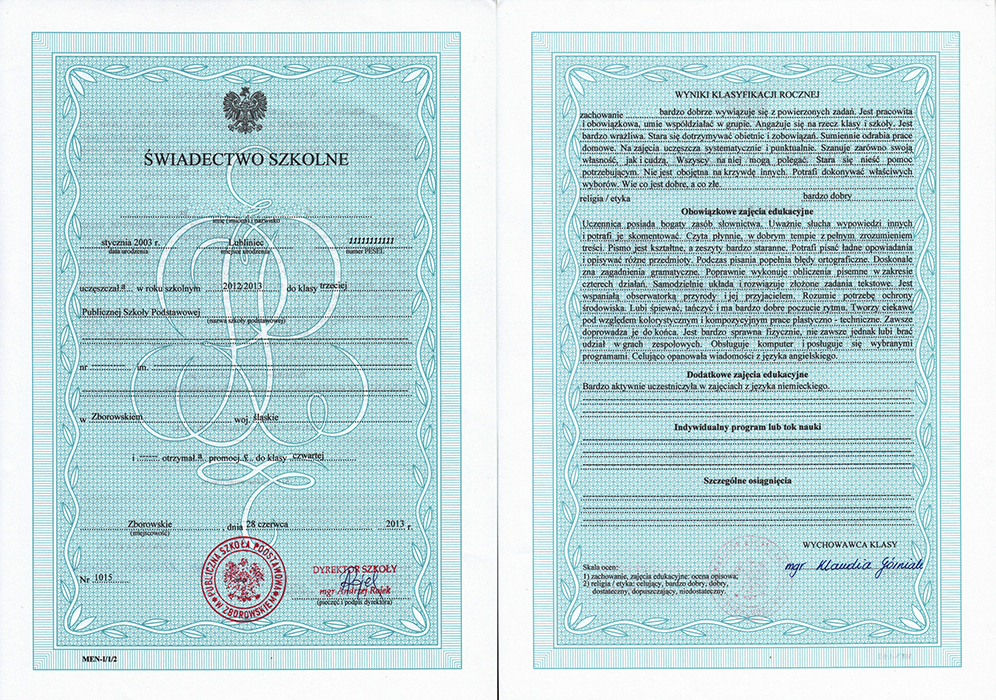 ŚWIADECTWO SZKOLNE
imię (imiona) i nazwisko
stycznia 2003 r. Lubliniec 11111111111
data urodzenia miejsce urodzenia numer PESEL
uczęszczał a w roku szkolnym 2012/2013 do klasy trzeciej
Publicznej Szkoły Podstawowej
(nazwa szkoły podstawowej)
nr im.
w Zborowskiem woj. śląskie
i otrzymał a promocj ę do klasy czwartej
Zborowskie, dnia 28 czerwca 2013 r.
(miejscowość)
Nr 1015
PUBLICZNA SZKOŁA PODSTAWOWA W ZBOROWSKIEM
DYREKTOR SZKOŁY
mgr Andrzej Rojek
(pieczęć i podpis dyrektora)
MEN-I/1/2
WYNIKI KLASYFIKACJI ROCZNEJ
zachowanie bardzo dobrze wywiązuje się z powierzonych zadań. Jest pracowita
i obowiązkowa, umie współdziałać w grupie. Angażuje się na rzecz klasy i szkoły. Jest
bardzo wrażliwa. Stara się dotrzymywać obietnic i zobowiązań. Sumiennie odrabia prace
domowe. Na zajęcia uczęszcza systematycznie i punktualnie. Szanuje zarówno swoją
własność, jak i cudzą. Wszyscy na niej mogą polegać. Stara się nieść pomoc
potrzebującym. Nie jest obojętna na krzywdę innych. Potrafi dokonywać właściwych
wyborów. Wie co jest dobre, a co złe.
religia / etyka bardzo dobry
Obowiązkowe zajęcia edukacyjne
Uczennica posiada bogaty zasób słownictwa. Uważnie słucha wypowiedzi innych
i potrafi je skomentować. Czyta płynnie, w dobrym tempie z pełnym zrozumieniem
treści. Pismo jest kształtne, a zeszyty bardzo staranne. Potrafi pisać ładne opowiadania
i opisywać różne przedmioty. Podczas pisania popełnia błędy ortograficzne. Doskonale
zna zagadnienia gramatyczne. Poprawnie wykonuje obliczenia pisemne w zakresie
czterech działań. Samodzielnie układa i rozwiązuje złożone zadania tekstowe. Jest
wspaniałą obserwatorką przyrody i jej przyjacielem. Rozumie potrzebę ochrony
środowiska. Lubi śpiewać, tańczyć i ma bardzo dobre poczucie rytmu. Tworzy ciekawe
pod względem kolorystycznym i kompozycyjnym prace plastyczno - techniczne. Zawsze
doprowadza je do końca. Jest bardzo sprawna fizycznie, nie zawsze jednak lubi brać
udział w grach zespołowych. Obsługuje komputer i posługuje się wybranymi
programami. Celująco opanowała wiadomości z języka angielskiego.
Dodatkowe zajęcia edukacyjne
Bardzo aktywnie uczestniczyła w zajęciach z języka niemieckiego.
Indywidualny program lub tok nauki
Szczególne osiągnięcia
WYCHOWAWCA KLASY
mgr Klaudia Górniak
Skala ocen:
1) zachowanie, zajęcia edukacyjne: ocena opisowa;
2) religia / etyka: celujący, bardzo dobry, dobry,
dostateczny, dopuszczający, niedostateczny.